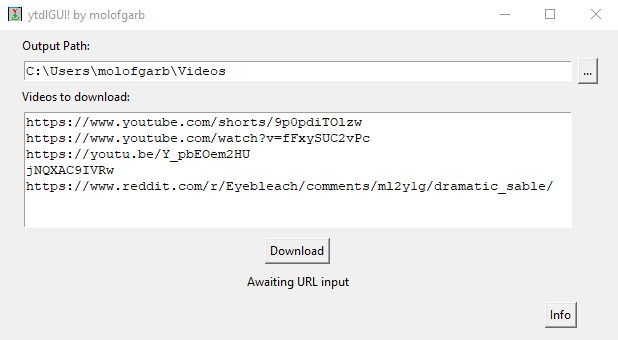 ytdlGUI! by molofgarb
Output Path:
C:\Users\molofgarb\Videos
...
Videos to download:
https://www.youtube.com/shorts/9p0pdiTOlzw
https://www.youtube.com/watch?v=fFxySUC2vPc
https://youtu.be/Y_pbEOem2HU
jNQXAC9IVRw
https://www.reddit.com/r/Eyebleach/comments/ml2y1g/dramatic_sable/
Download
Awaiting URL input
Info